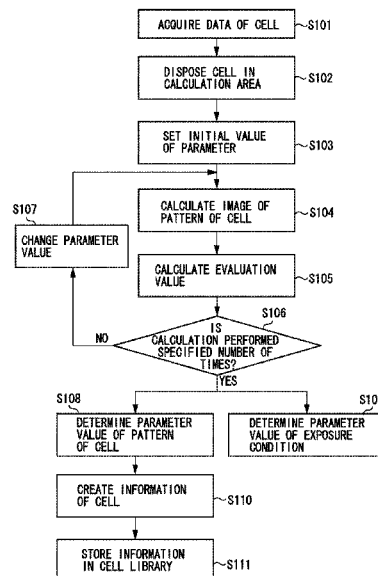 ACQUIRE DATA OF CELL
S101
DISPOSE CELL IN
CALCULATION AREA
S102
SET INITIAL VALUE
OF PARAMETER
S103
S107
CHANGE PARAMETER
VALUE
CALCULATE IMAGE OF
PATTERN OF CELL
S104
CALCULATE EVALUATION
VALUE
S105
S106
IS
CALCULATION PERFORMED
SPECIFIED NUMBER OF
TIMES?
NO
YES
S108
DETERMINE PARAMETER
VALUE OF PATTERN
OF CELL
S10
DETERMINE PARAMETER
VALUE OF EXPOSURE
CONDITION
CREATE INFORMATION
OF CELL
S110
STORE INFORMATION
IN CELL LIBRARY
S111